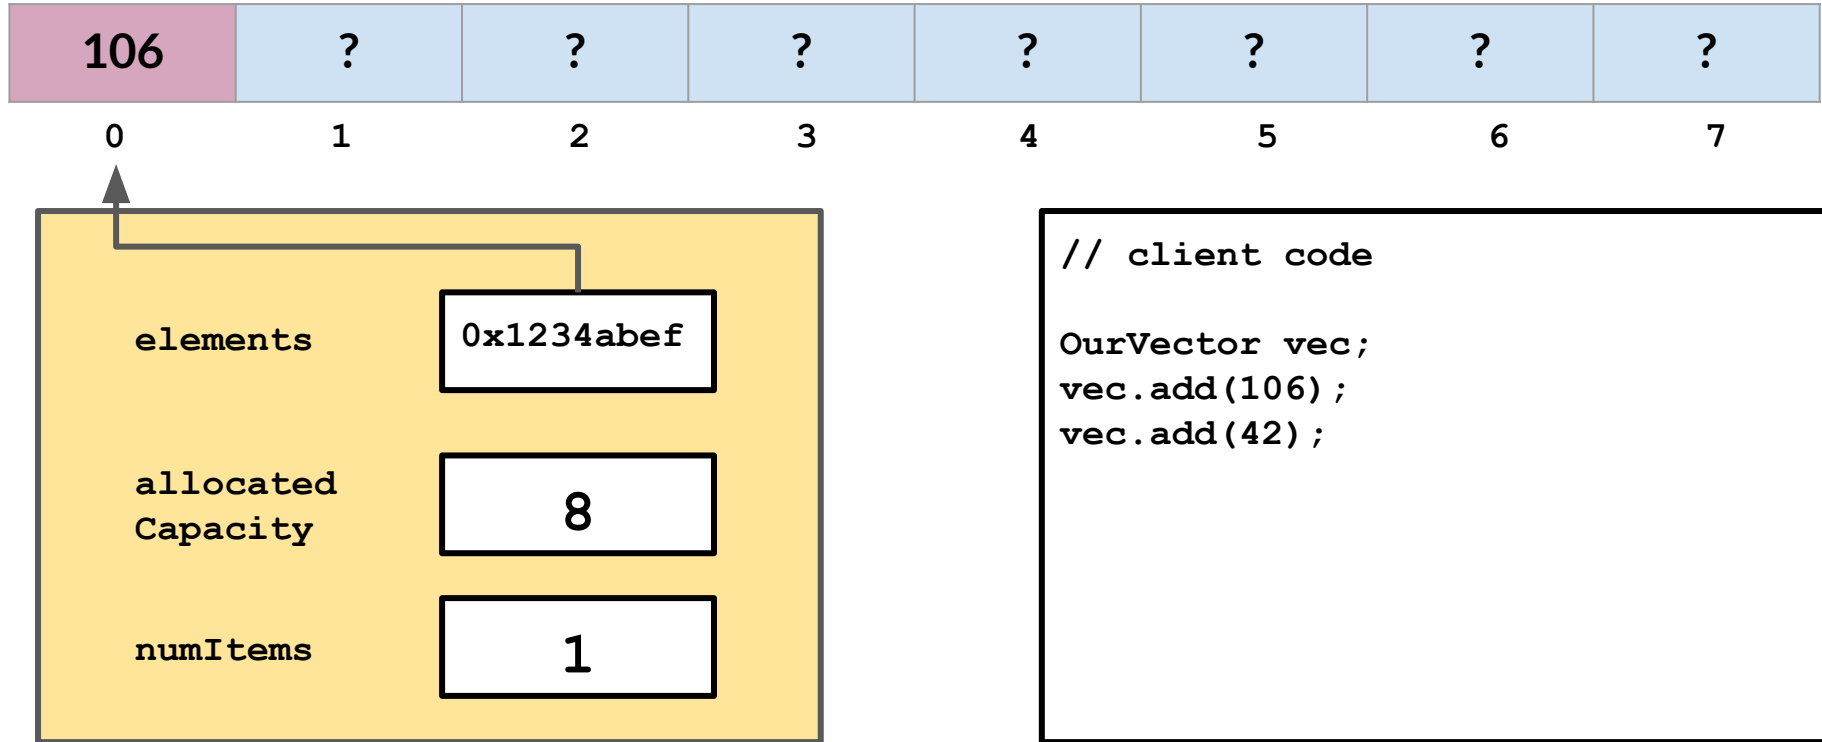 106 ? ? ? ? ? ? ?
0 1 2 3 4 5 6 7
elements 0x1234abef
allocated
Capacity
8
numItems 1
// client code
OurVector vec;
vec.add(106);
vec.add(42);